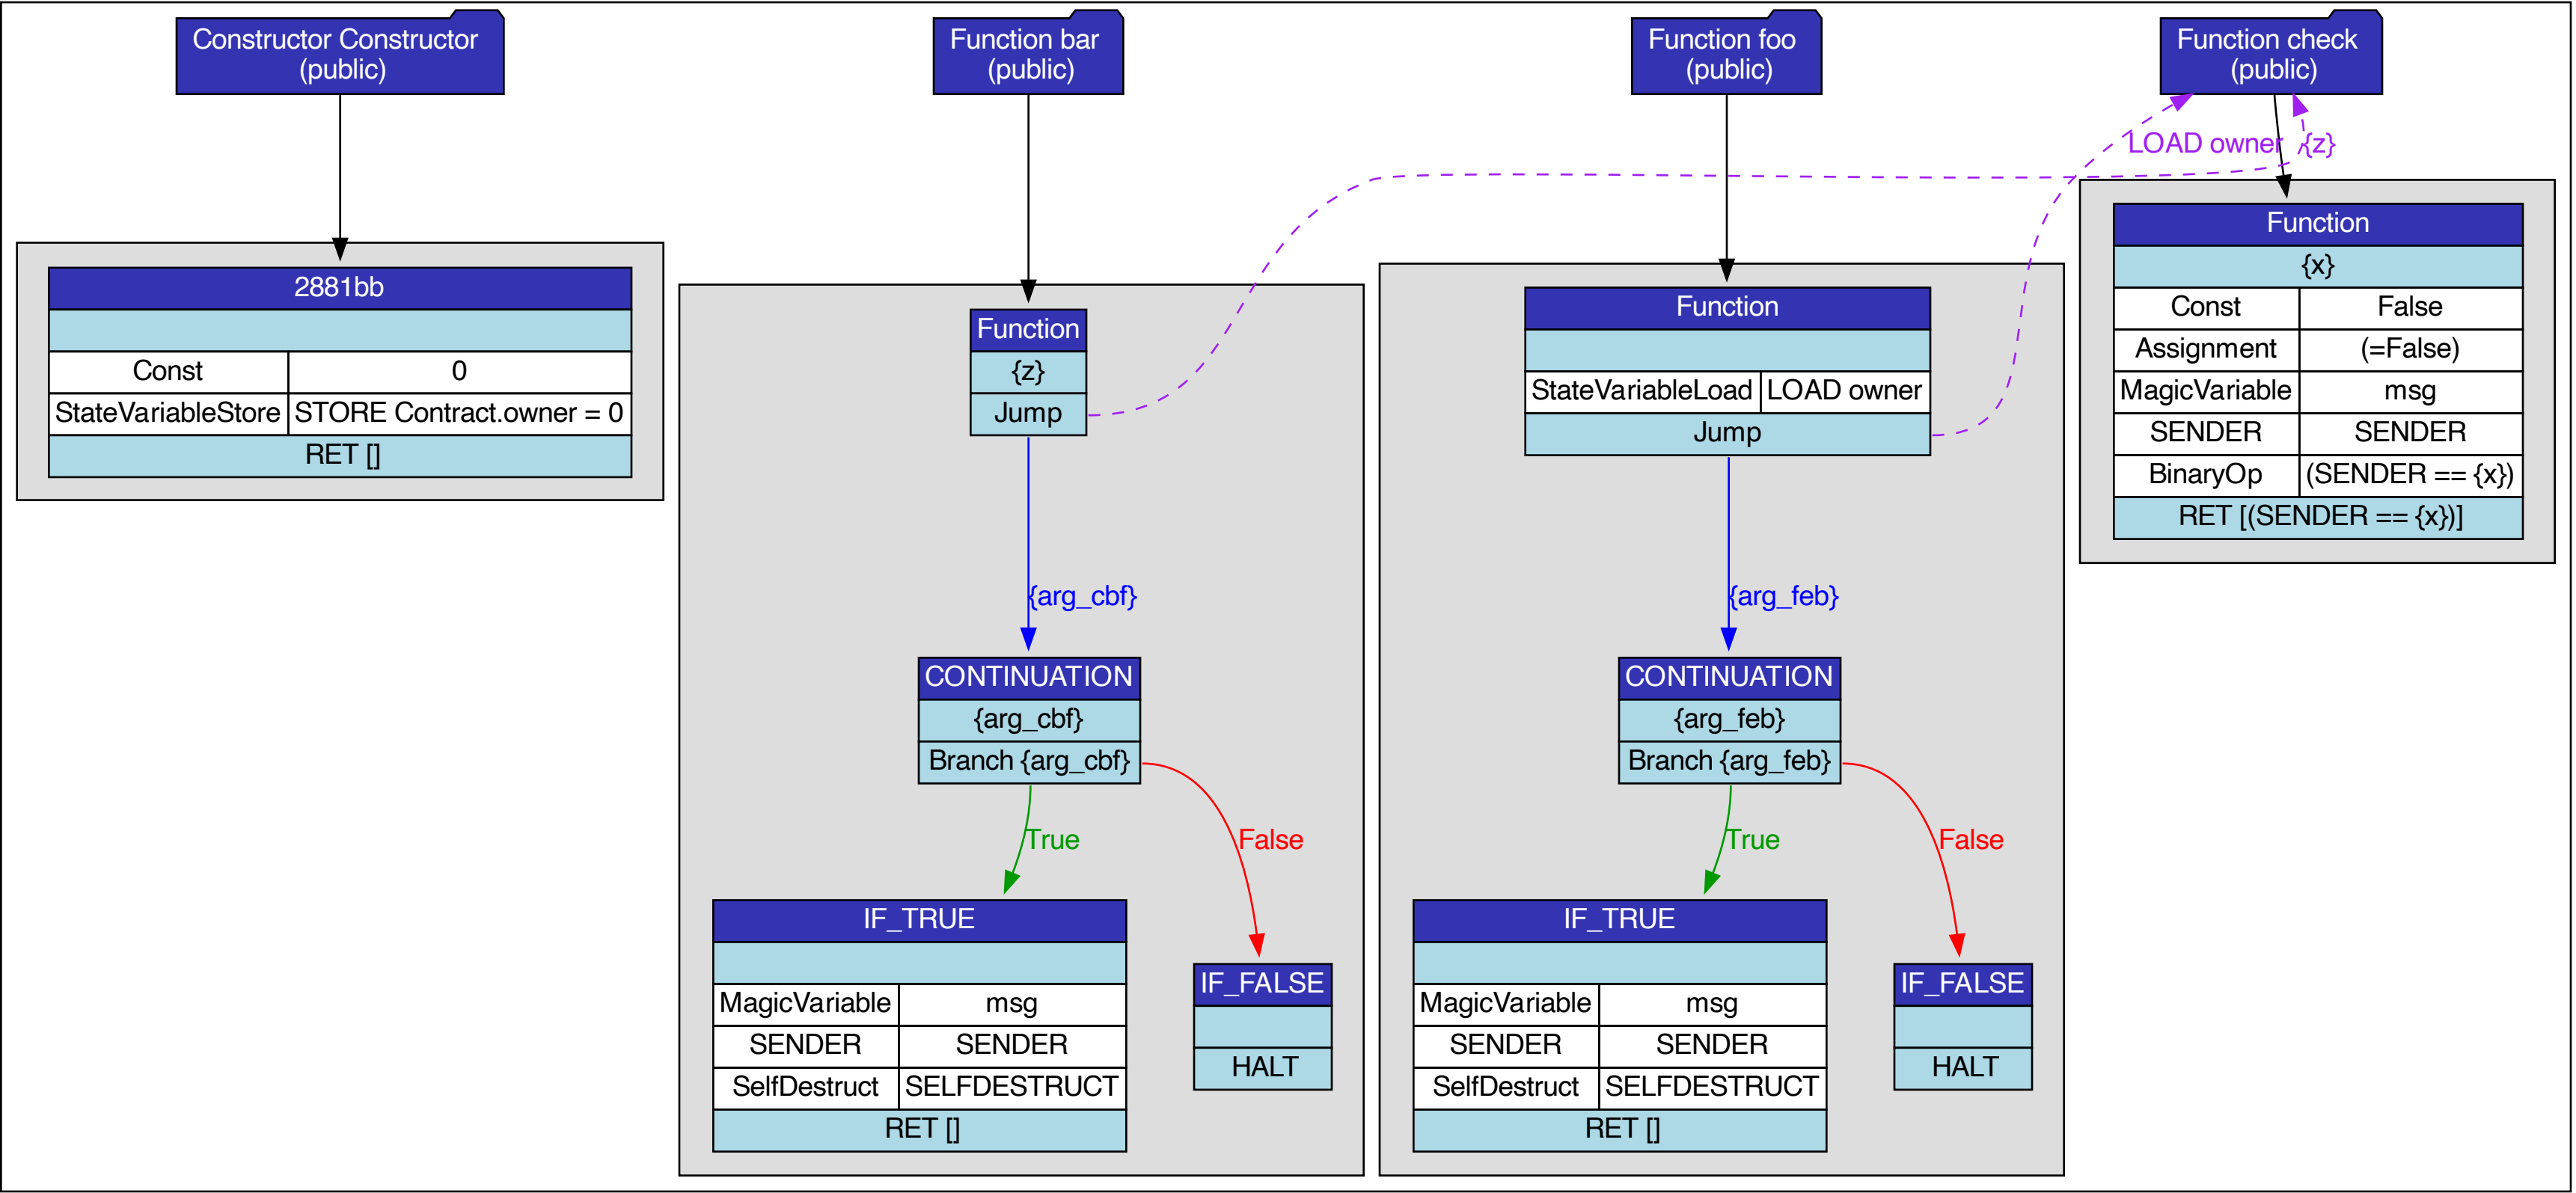 Constructor Constructor
(public)
Function bar
(public)
Function foo
(public)
Function check
(public)
LOAD owner
{z}
2881bb
Const 0
StateVariableStore STORE Contract.owner = 0
RET []
Function
{z}
Jump
{arg_cbf}
CONTINUATION
{arg_cbf}
Branch {arg_cbf}
True
False
IF_TRUE
MagicVariable msg
SENDER SENDER
SelfDestruct SELFDESTRUCT
RET []
IF_FALSE
HALT
Function
StateVariableLoad LOAD owner
Jump
{arg_feb}
CONTINUATION
{arg_feb}
Branch {arg_feb}
True
False
IF_TRUE
MagicVariable msg
SENDER SENDER
SelfDestruct SELFDESTRUCT
RET []
IF_FALSE
HALT
Function
{x}
Const False
Assignment (=False)
MagicVariable msg
SENDER SENDER
BinaryOp (SENDER == {x})
RET [(SENDER == {x})]